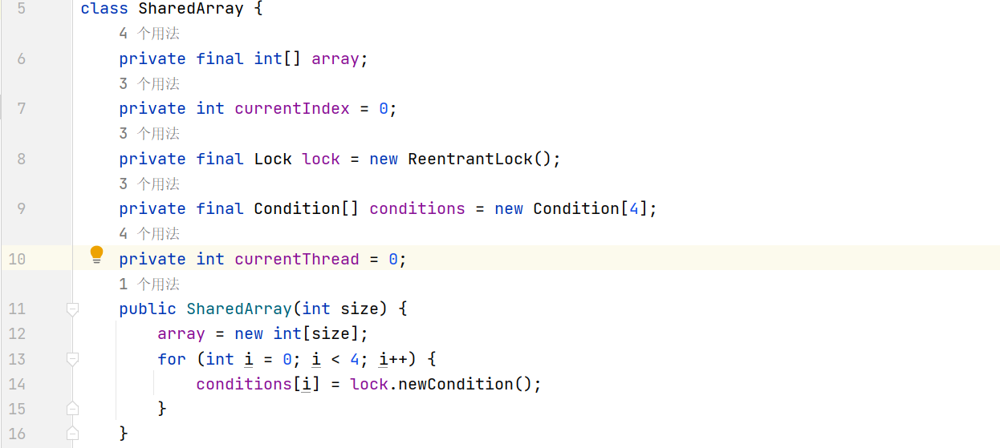 5 class SharedArray {
4 个用法
6 private final int[] array;
3 个用法
7 private int currentIndex = 0;
3 个用法
8 private final Lock lock = new ReentrantLock();
3 个用法
9 private final Condition[] conditions = new Condition[4];
4 个用法
10 private int currentThread = 0;
1 个用法
11 public SharedArray(int size) {
12 array = new int[size];
13 for (int i = 0; i < 4; i++) {
14 conditions[i] = lock.newCondition();
15 }
16 }